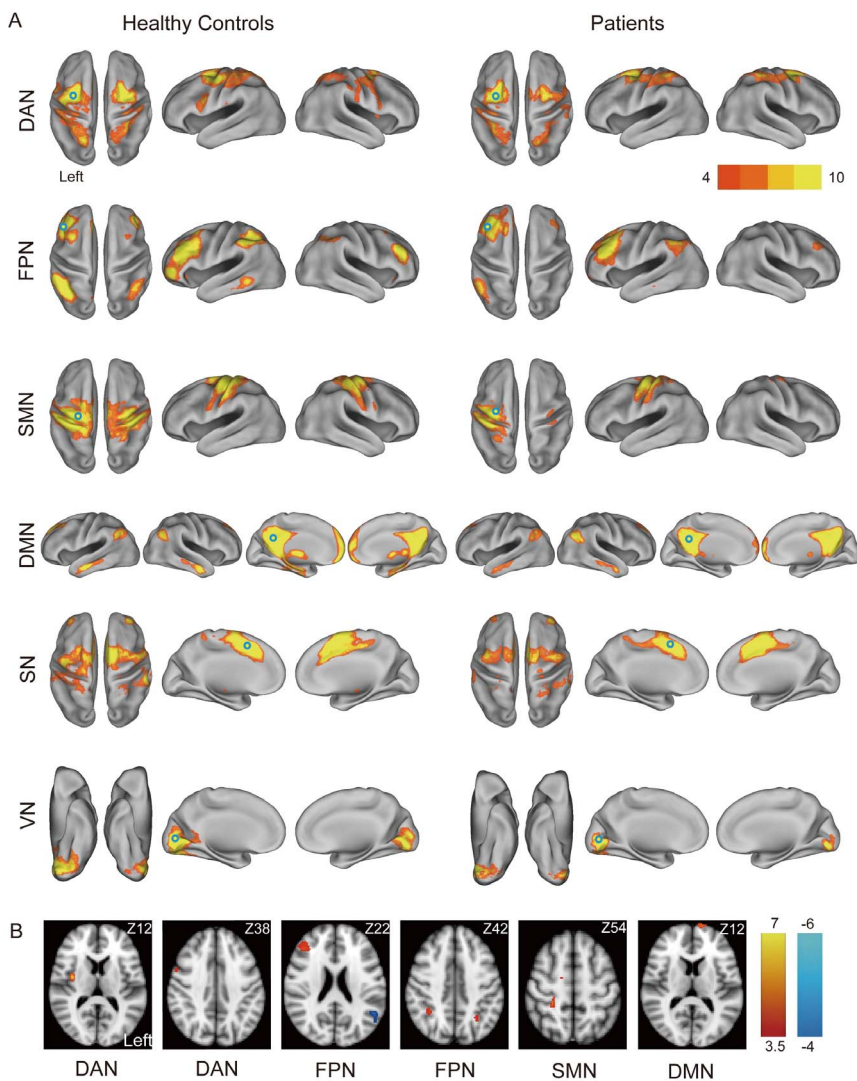 A
Healthy Controls
Patients
DAN
Left
4
10
FPN
SMN
DMN
SN
VN
B
Z12
Z38
Z22
Z42
Z54
Z12
7
-6
Left
3.5
-4
DAN
DAN
FPN
FPN
SMN
DMN